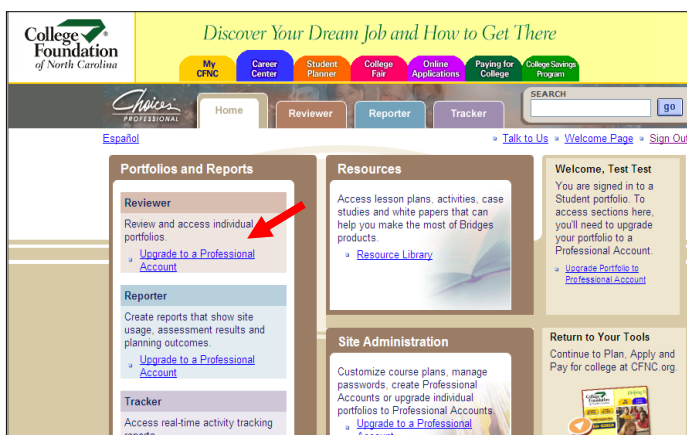 College
Foundation
of North Carolina
Discover Your Dream Job and How to Get There
My
CFNC
Career
Center
Student
Planner
College
Fair
Online
Applications
Paying for
College
College Savings
Program
Choices
PROFESSIONAL
Home
Reviewer
Reporter
Tracker
SEARCH
go
Español
Talk to Us
Welcome Page
Sign Out
Portfolios and Reports
Reviewer
Review and access individual
portfolios.
Upgrade to a Professional
Account
Reporter
Create reports that show site
usage, assessment results and
planning outcomes.
Upgrade to a Professional
Account
Tracker
Access real-time activity tracking
reports.
Resources
Access lesson plans, activities, case
studies and white papers that can
help you make the most of Bridges
products.
Resource Library
Site Administration
Customize course plans, manage
passwords, create Professional
Accounts or upgrade individual
portfolios to Professional Accounts.
Upgrade to a Professional
Account
Welcome, Test Test
You are signed in to a
Student portfolio. To
access sections here,
you'll need to upgrade
your portfolio to a
Professional Account.
Upgrade Portfolio to
Professional Account
Return to Your Tools
Continue to Plan, Apply and
Pay for college at CFNC.org.
College
Foundation